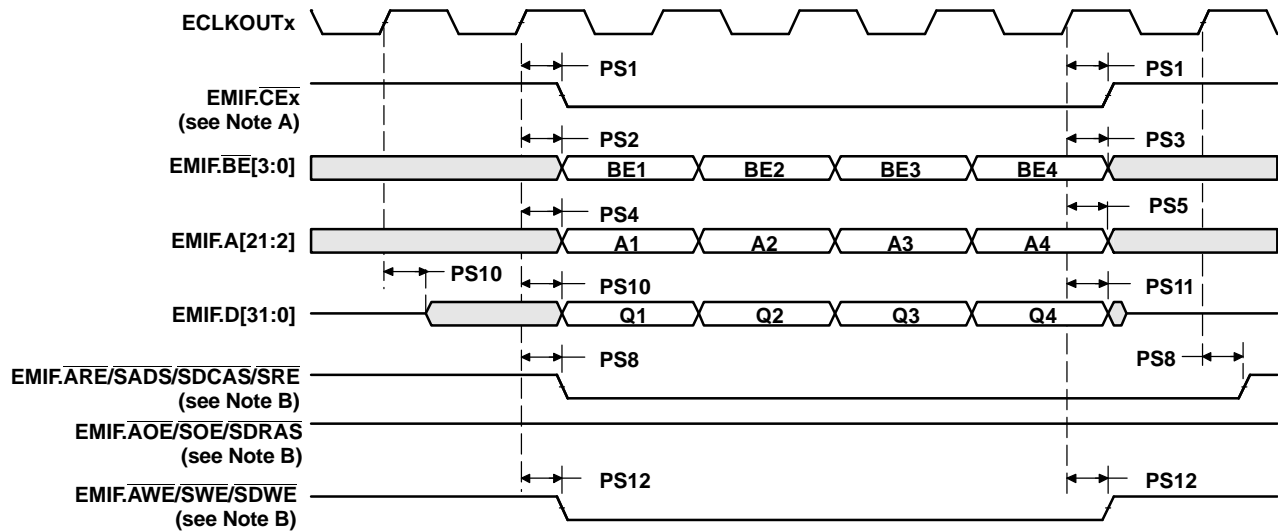 ECLKOUTx
PS1 PS1
EMIF.CEx
(see Note A)
PS2 PS3
EMIF.BE[3:0] BE1 BE2 BE3 BE4
PS4 PS5
EMIF.A[21:2] A1 A2 A3 A4
PS10 PS10 PS11
EMIF.D[31:0] Q1 Q2 Q3 Q4
PS8 PS8
EMIF.ARE/SADS/SDCAS/SRE
(see Note B)
EMIF.AOE/SOE/SDRAS
(see Note B)
PS12 PS12
EMIF.AWE/SWE/SDWE
(see Note B)